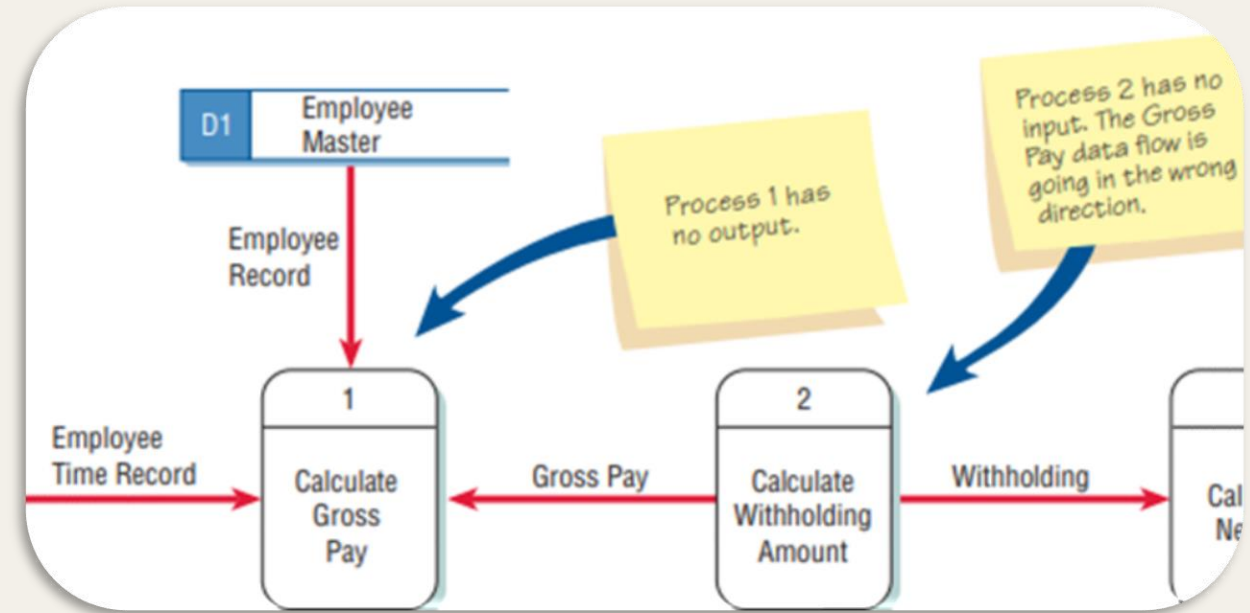 D1
Employee
Master
Process 1 has
no output.
Process 2 has no
input. The Gross
Pay data flow is
going in the wrong
direction.
Employee
Record
1
2
Employee
Time Record
Calculate
Gross
Pay
Gross Pay
Calculate
Withholding
Amount
Withholding